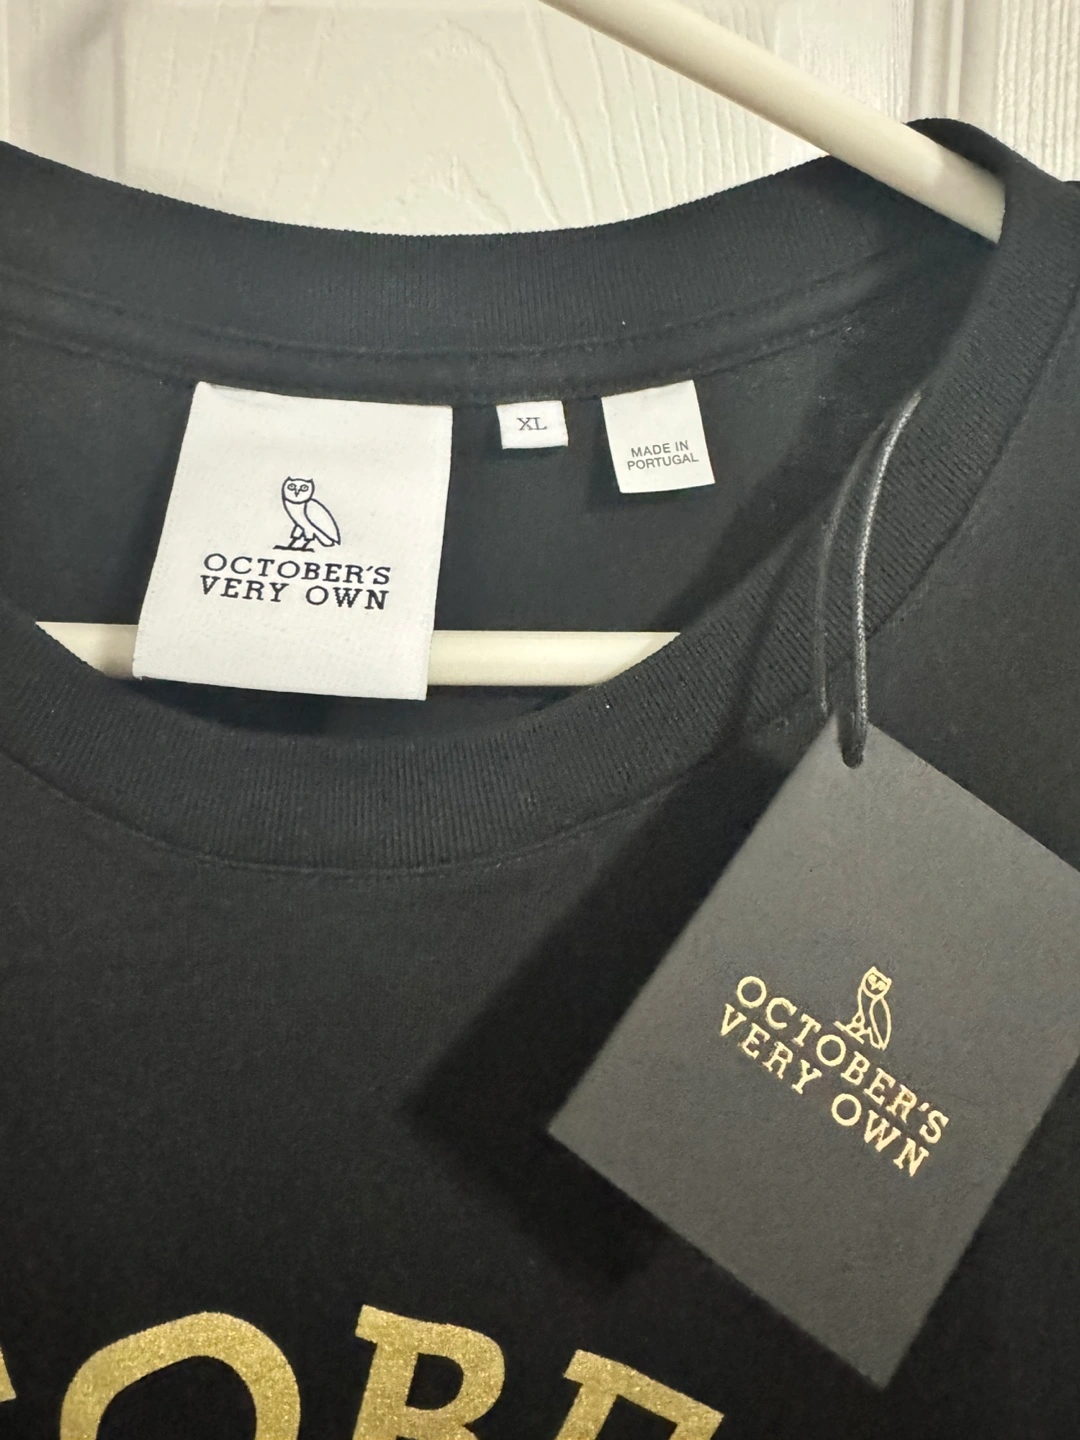 OCTOBER'S
VERY OWN
XL
MADE IN
PORTUGAL
OCTOBER'S
VERY OWN